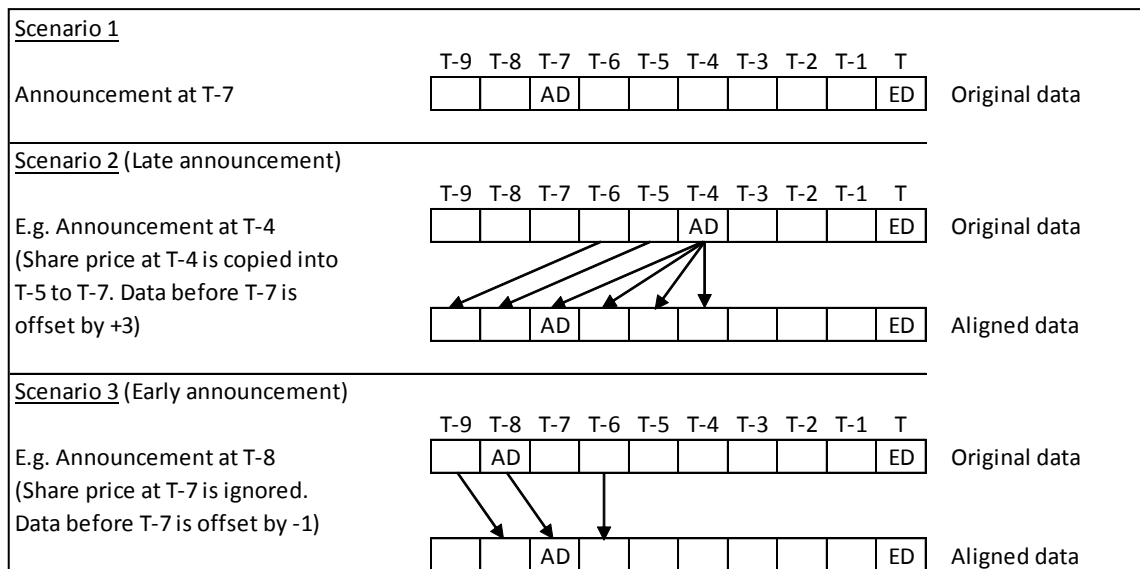 Scenario 1
T-9 T-8 T-7 T-6 T-5 T-4 T-3 T-2 T-1 T
Announcement at T-7 AD ED Original data
Scenario 2 (Late announcement)
T-9 T-8 T-7 T-6 T-5 T-4 T-3 T-2 T-1 T
E.g. Announcement at T-4 AD ED Original data
(Share price at T-4 is copied into
T-5 to T-7. Data before T-7 is
offset by +3) AD ED Aligned data
Scenario 3 (Early announcement)
T-9 T-8 T-7 T-6 T-5 T-4 T-3 T-2 T-1 T
E.g. Announcement at T-8 AD ED Original data
(Share price at T-7 is ignored.
Data before T-7 is offset by -1)
AD ED Aligned data